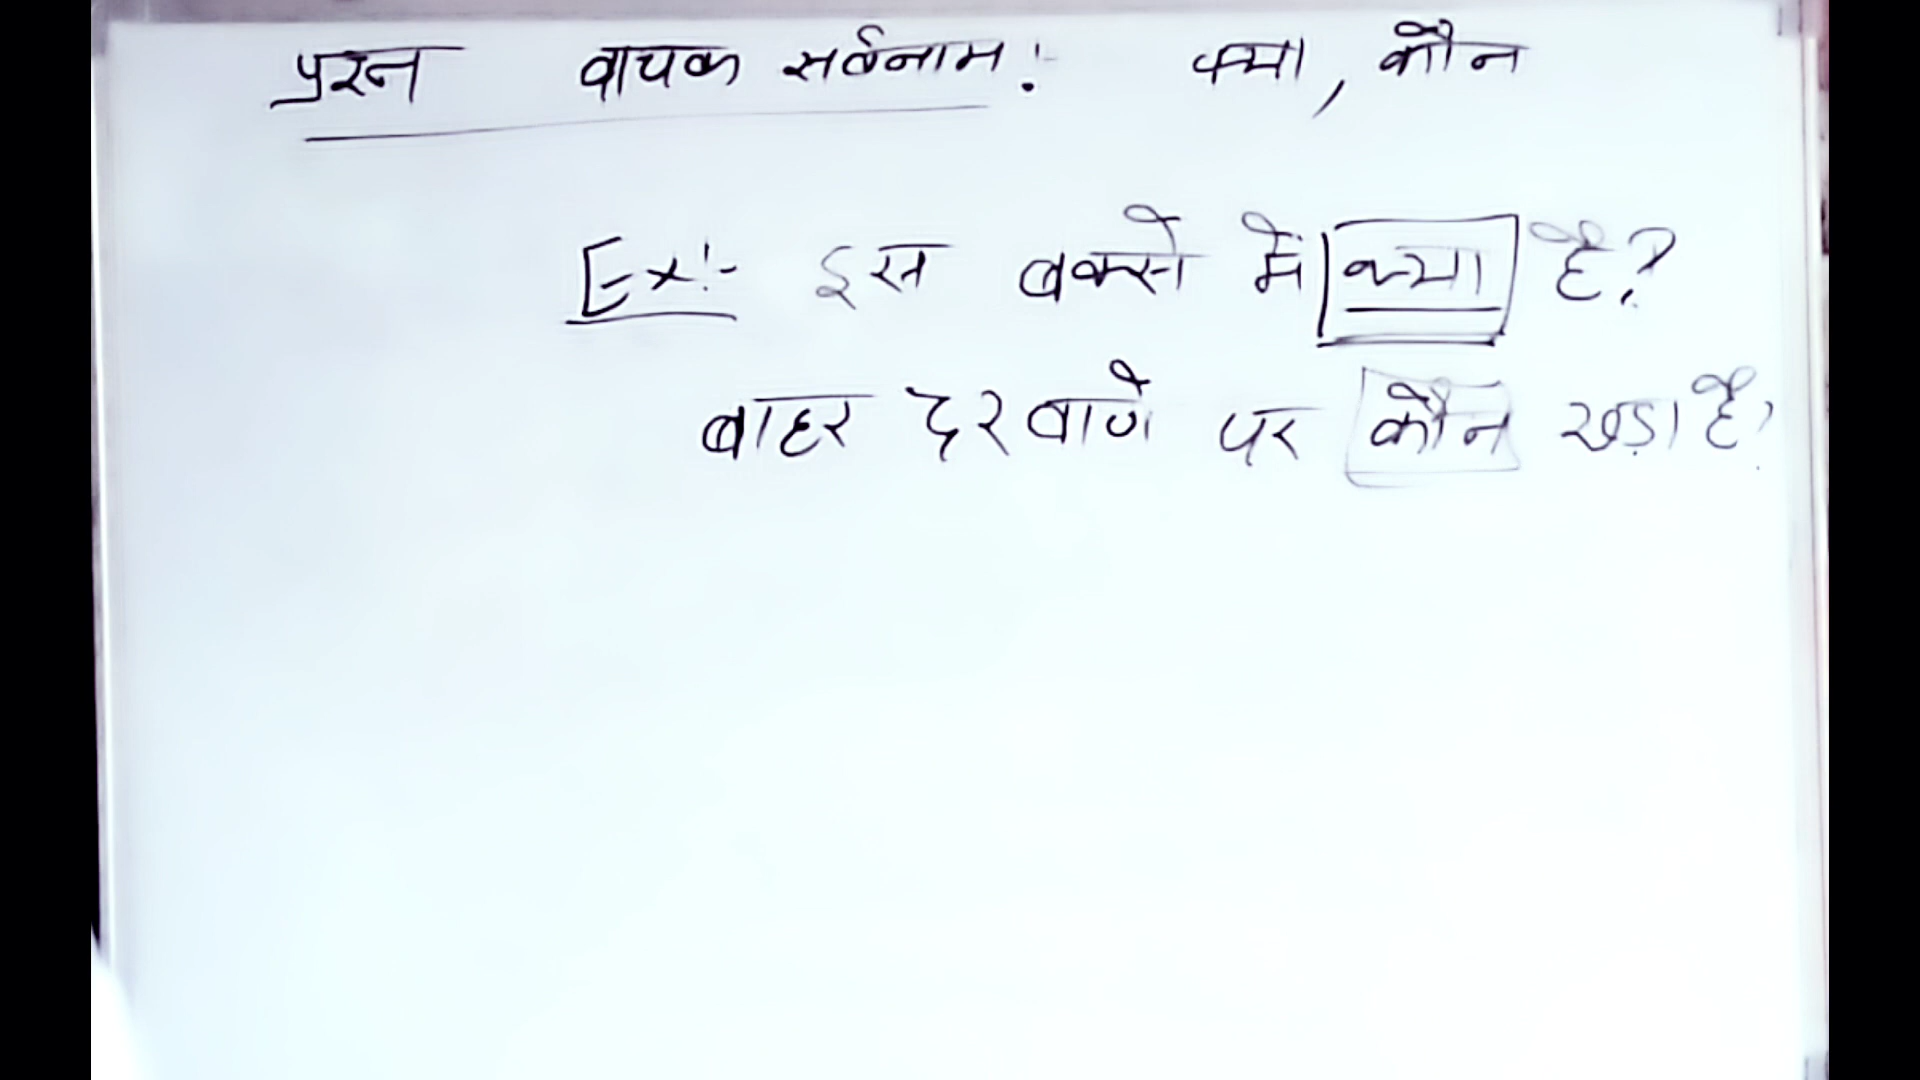 प्रश्न वाचक सर्वनाम :- क्या, कौन
Ex:- इस बक्से में क्या है?
बाहर दरवाजे पर कौन खड़ा है?